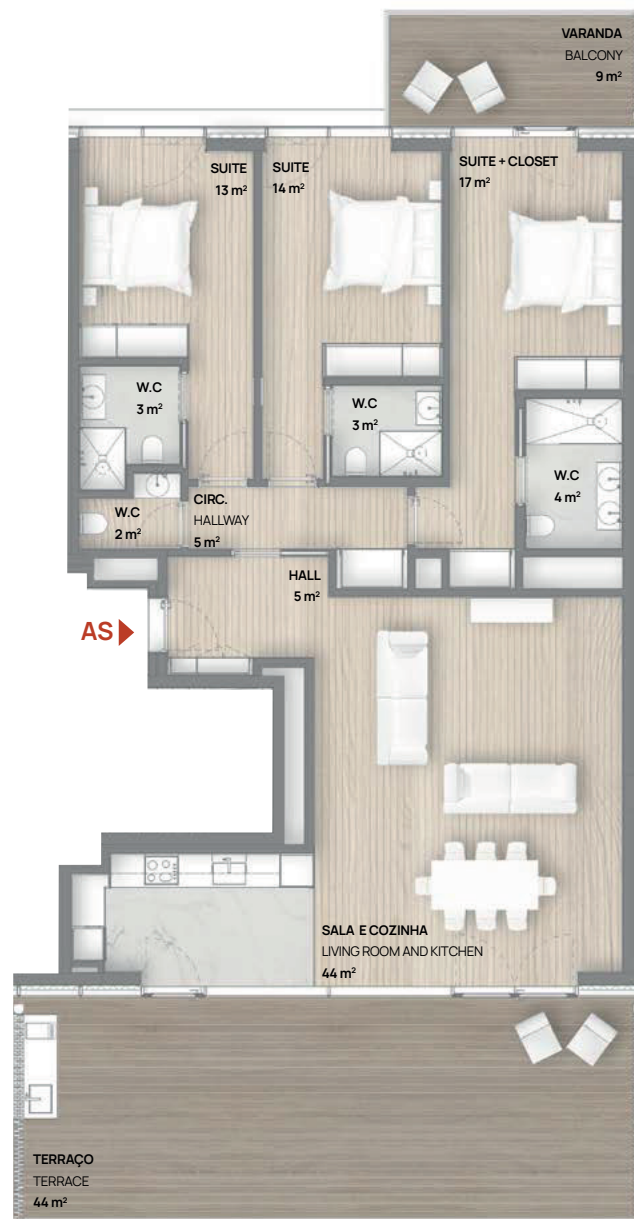 VARANDA
BALCONY
9 m²
SUITE
13 m²
SUITE
14 m²
SUITE + CLOSET
17 m²
W.C
3 m²
W.C
3 m²
W.C
4 m²
W.C
2 m²
CIRC.
HALLWAY
5 m²
HALL
5 m²
AS
SALA E COZINHA
LIVING ROOM AND KITCHEN
44 m²
TERRAÇO
TERRACE
44 m²